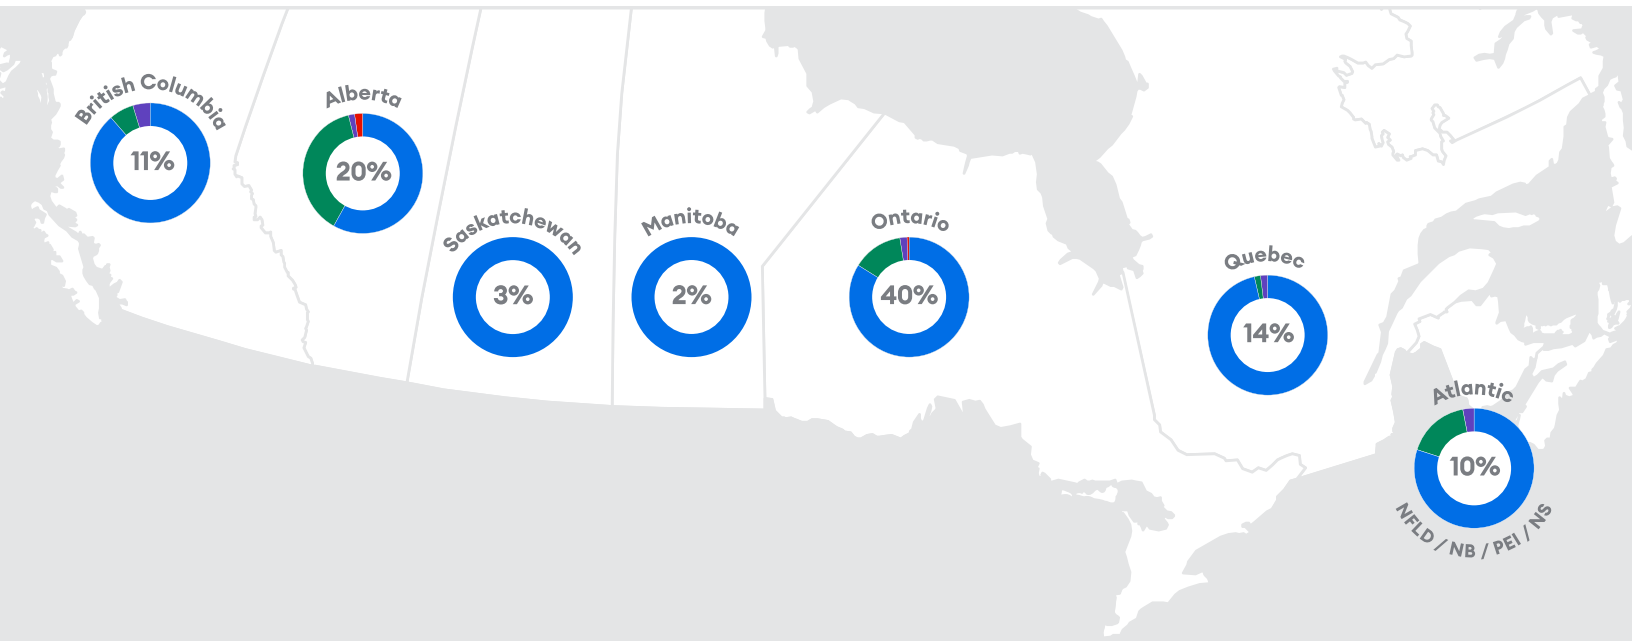 British Columbia
11%
Alberta
20%
Saskatchewan
3%
Manitoba
2%
Ontario
40%
Quebec
14%
Atlantic
10%
NFLD / NB / PEI / NS